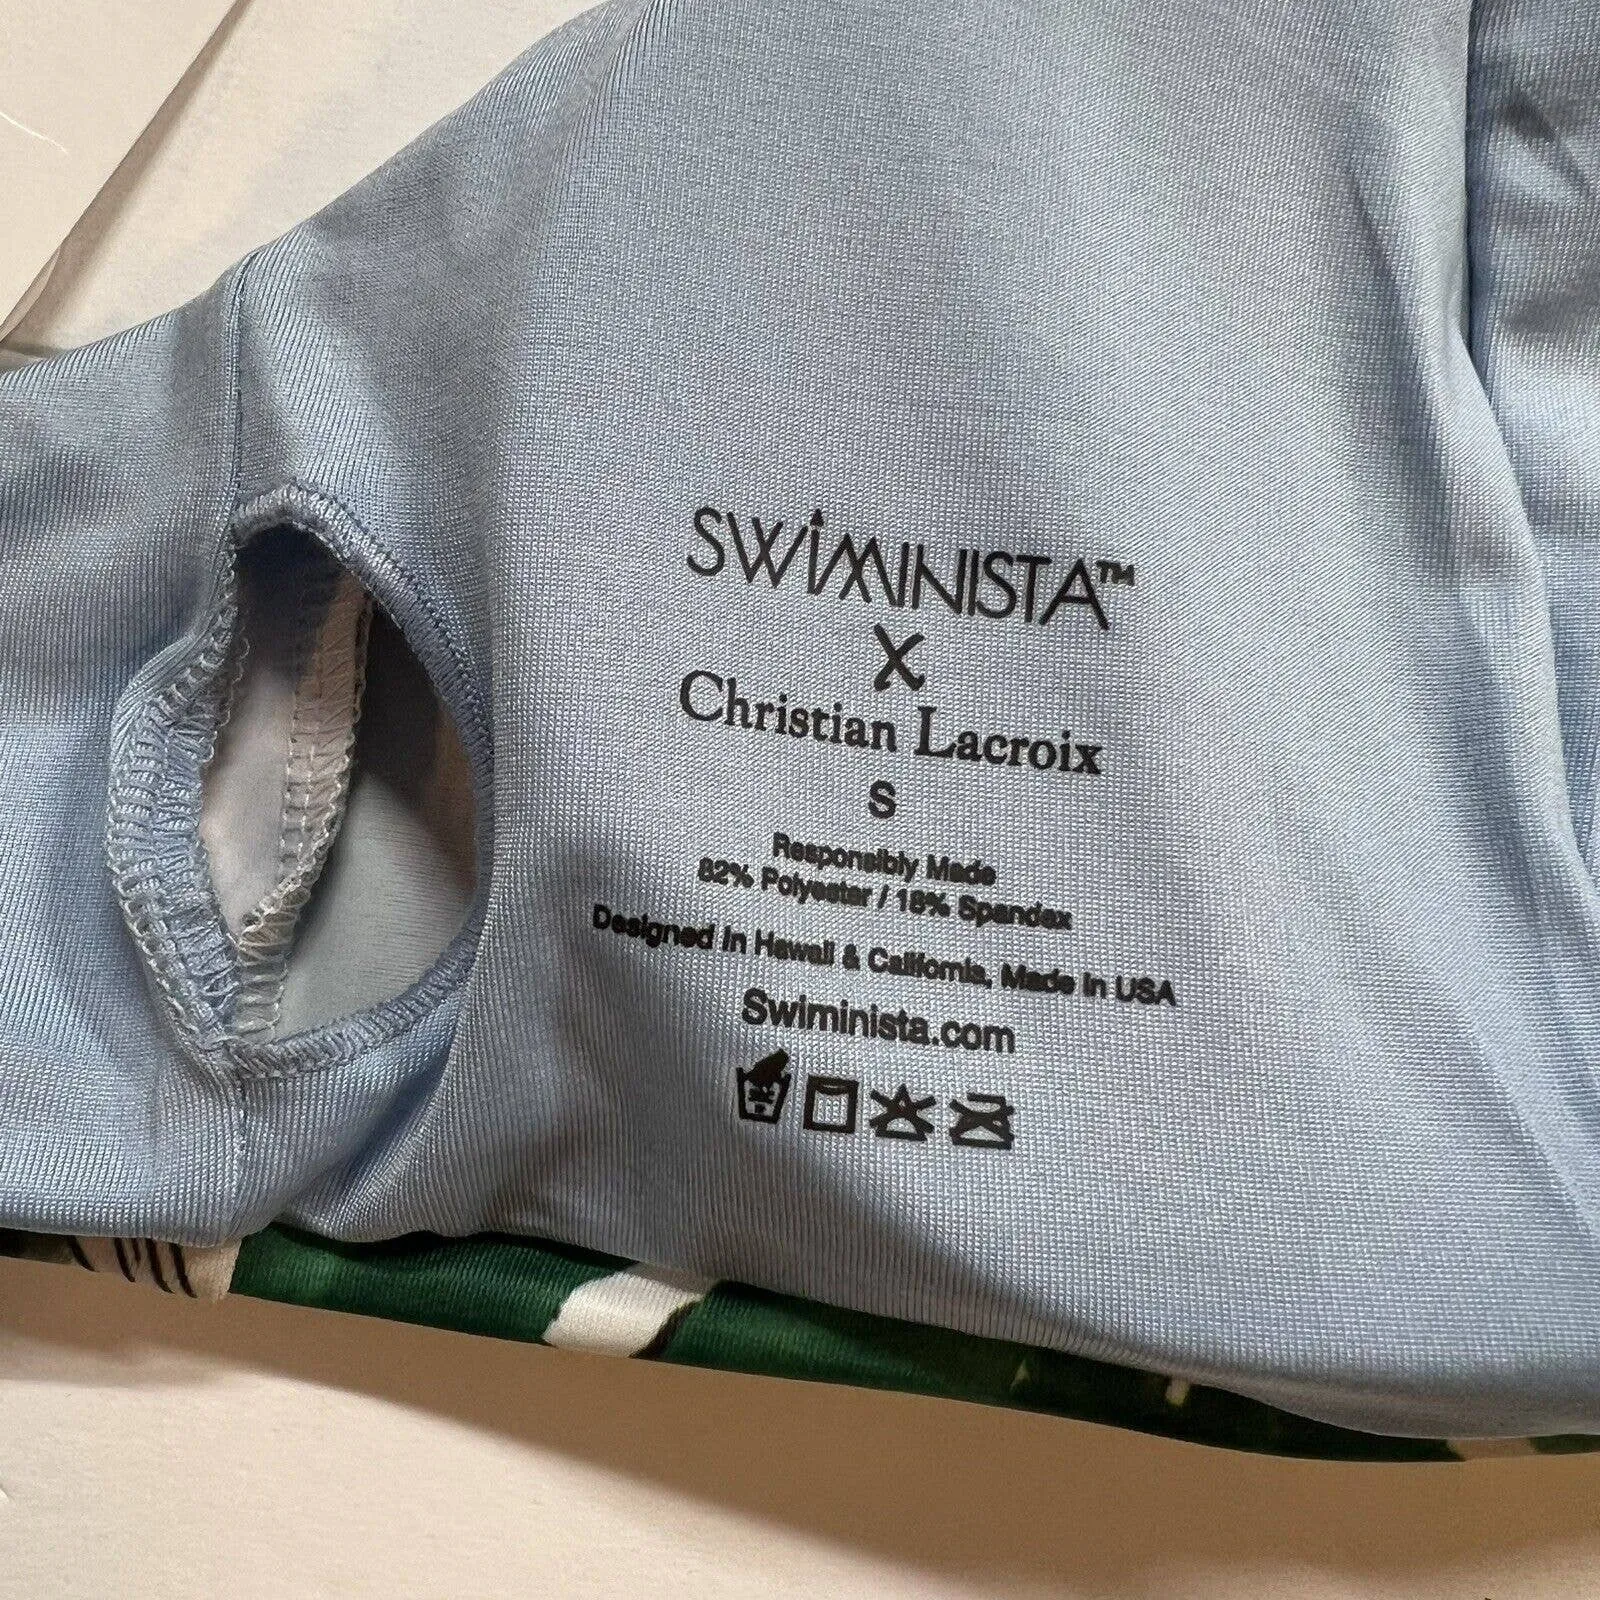 SWIMINISTA™
X
Christian Lacroix
S
Responsibly Made
82% Polyester / 18% Spandex
Designed In Hawaii & California, Made In USA
Swiminista.com